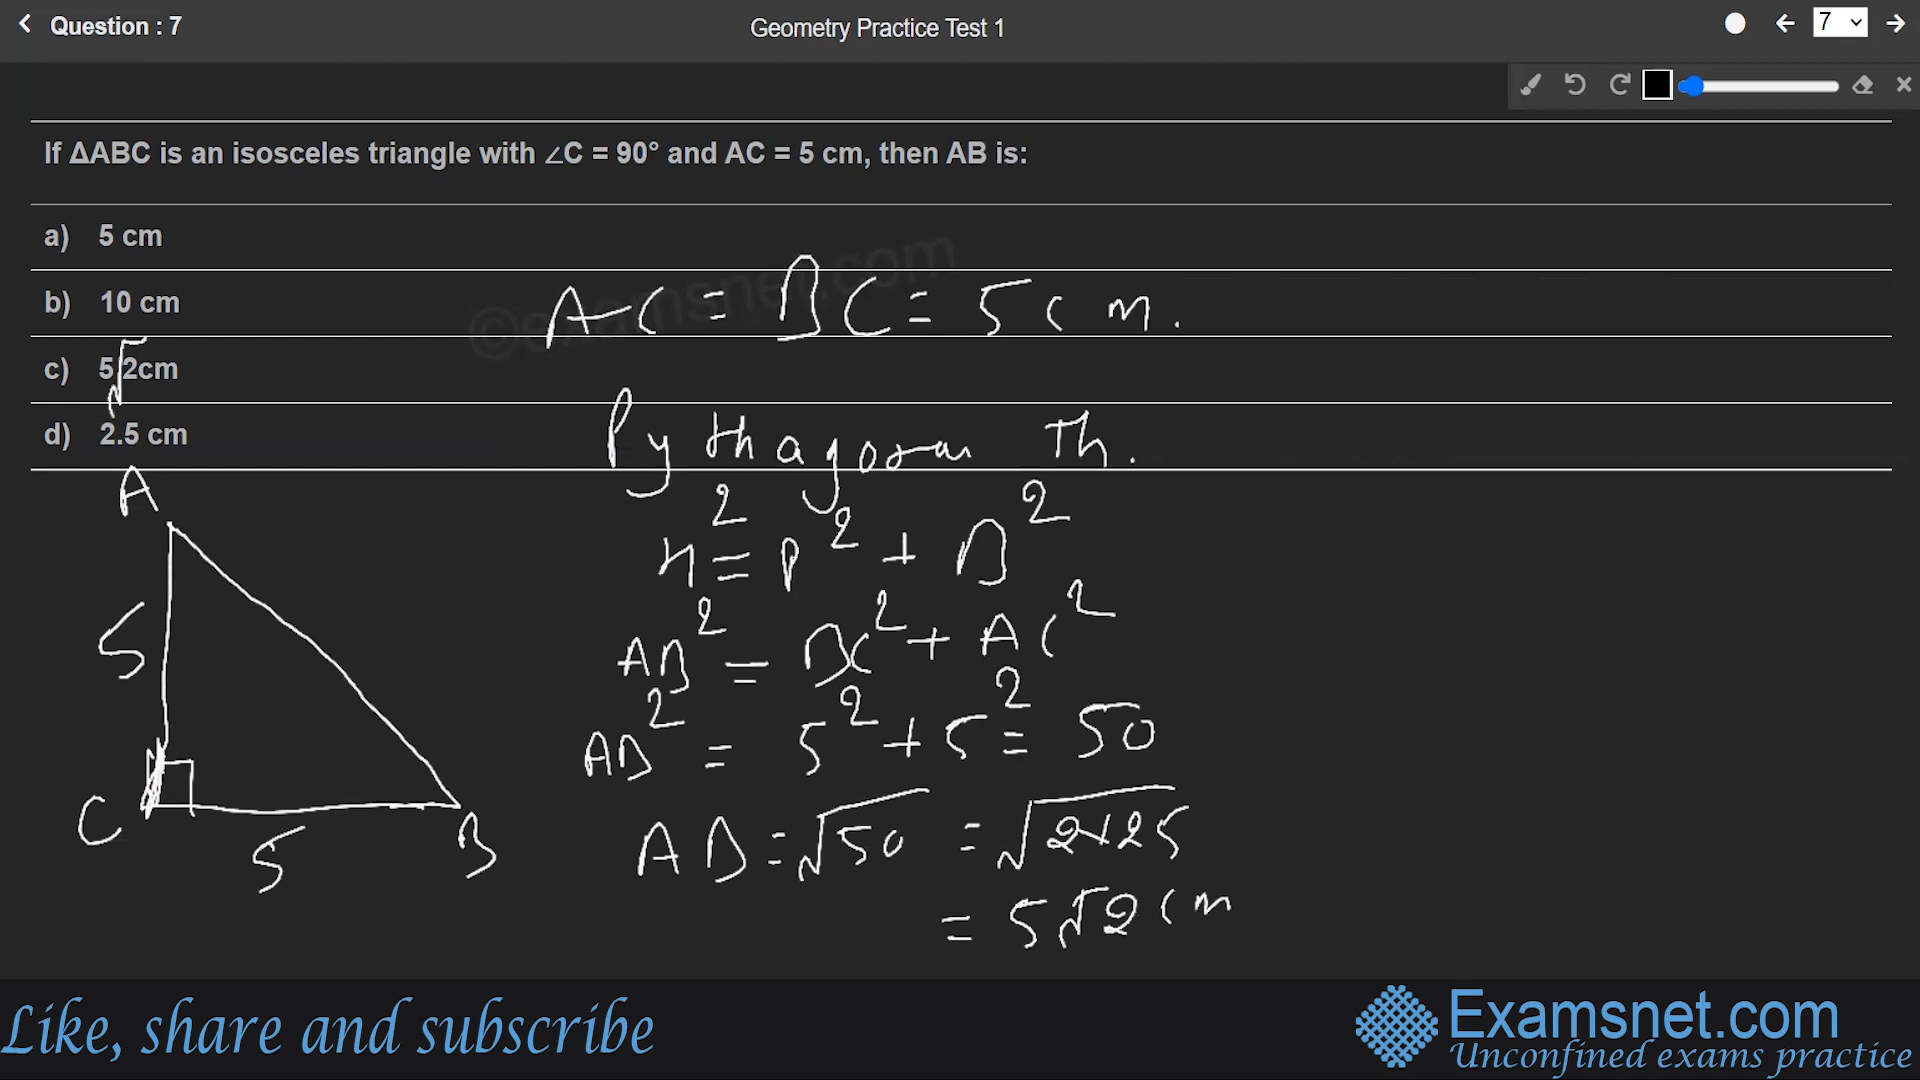 Question : 7
Geometry Practice Test 1
7
If ΔABC is an isosceles triangle with ∠C = 90° and AC = 5 cm, then AB is:
a) 5 cm
b) 10 cm
c) 5√2cm
d) 2.5 cm
©examsnet.com
AC = BC = 5 cm.
Pythagoras Th.
H² = P² + B²
AB² = BC² + AC²
AB² = 5² + 5² = 50
AB = √50 = √2×25
= 5√2 cm
A
5
C
5
B
Like, share and subscribe
Examsnet.com
Unconfined exams practice